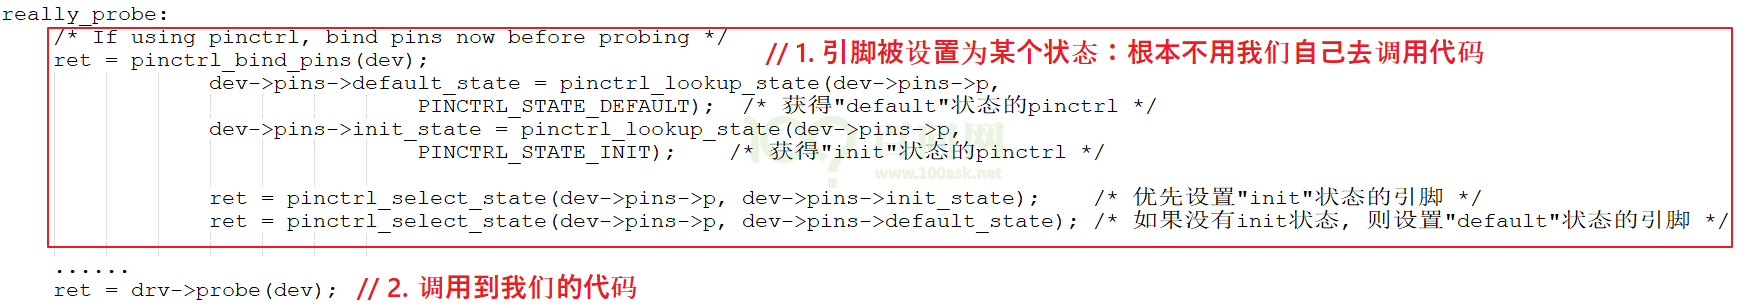 really_probe:
/* If using pinctrl, bind pins now before probing */
// 1. 引脚被设置为某个状态：根本不用我们自己去调用代码
ret = pinctrl_bind_pins(dev);
dev->pins->default_state = pinctrl_lookup_state(dev->pins->p,
PINCTRL_STATE_DEFAULT); /* 获得"default"状态的pinctrl */
dev->pins->init_state = pinctrl_lookup_state(dev->pins->p,
PINCTRL_STATE_INIT); /* 获得"init"状态的pinctrl */
www.100ask.net
ret = pinctrl_select_state(dev->pins->p, dev->pins->init_state); /* 优先设置"init"状态的引脚 */
ret = pinctrl_select_state(dev->pins->p, dev->pins->default_state); /* 如果没有init状态, 则设置"default"状态的引脚 */
......
ret = drv->probe(dev); // 2. 调用到我们的代码